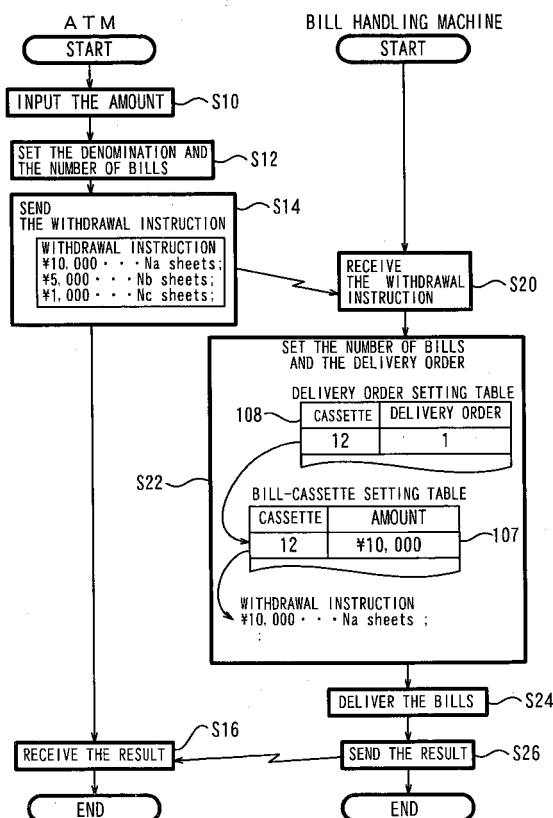 ATM
START
INPUT THE AMOUNT
S10
SET THE DENOMINATION AND
THE NUMBER OF BILLS
S12
SEND
THE WITHDRAWAL INSTRUCTION
S14
WITHDRAWAL INSTRUCTION
¥10,000 · · · Na sheets;
¥5,000 · · · Nb sheets;
¥1,000 · · · Nc sheets;
BILL HANDLING MACHINE
START
RECEIVE
THE WITHDRAWAL
INSTRUCTION
S20
SET THE NUMBER OF BILLS
AND THE DELIVERY ORDER
S22
DELIVERY ORDER SETTING TABLE
108
CASSETTE DELIVERY ORDER
12 1
BILL-CASSETTE SETTING TABLE
CASSETTE AMOUNT
12 ¥10,000
107
WITHDRAWAL INSTRUCTION
¥10,000 · · · Na sheets ;
:
DELIVER THE BILLS
S24
RECEIVE THE RESULT
S16
SEND THE RESULT
S26
END
END